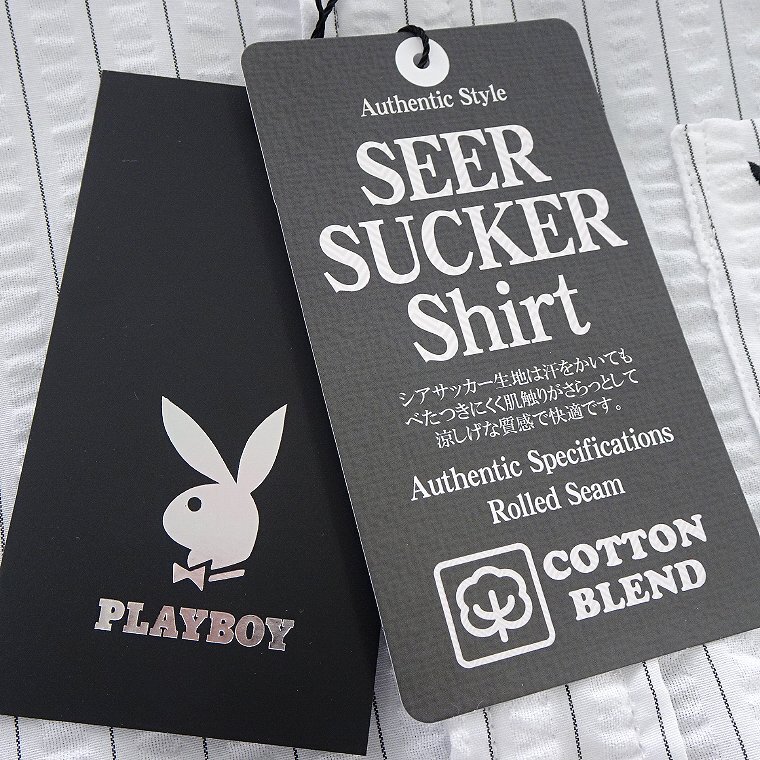 Authentic Style
SEER
SUCKER
Shirt
シアサッカー生地は汗をかいても
べたつきにくく肌触りがさらっとして
涼しげな質感で快適です。
Authentic Specifications
Rolled Seam
COTTON
BLEND
PLAYBOY